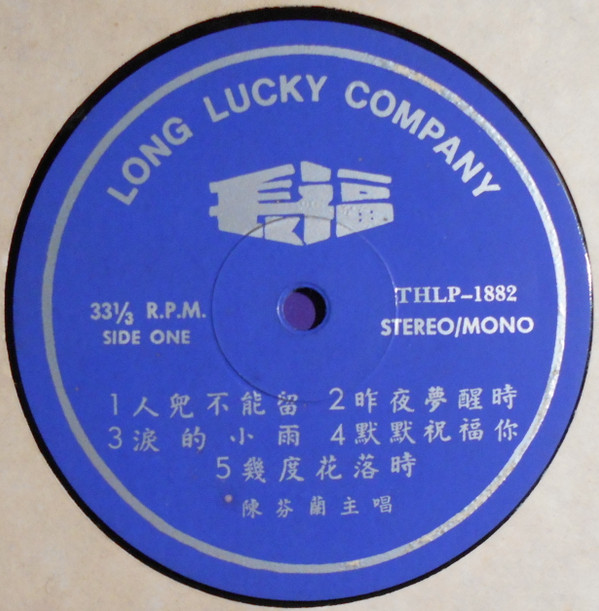 LONG LUCKY COMPANY
長福
33⅓ R.P.M.
SIDE ONE
THLP-1882
STEREO/MONO
1人兜不能留 2昨夜夢醒時
3淚的小雨 4默默祝福你
5幾度花落時
陳芬蘭主唱